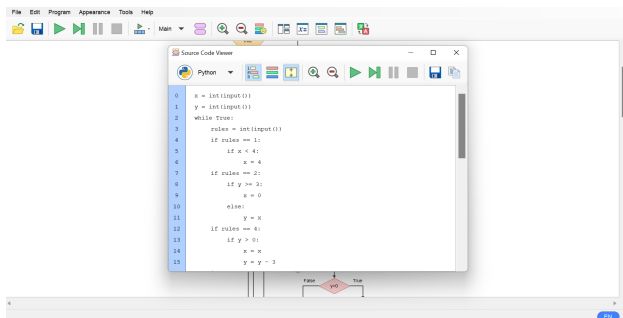 File Edit Program Appearance Tools Help
Main
Source Code Viewer
Python
0 x = int(input())
1 y = int(input())
2 while True:
3 rules = int(input())
4 if rules == 1:
5 if x < 4:
6 x = 4
7 if rules == 2:
8 if y >= 3:
9 x = 0
10 else:
11 y = x
12 if rules == 4:
13 if y > 0:
14 x = x
15 y = y - 3
False True
y=0
EN